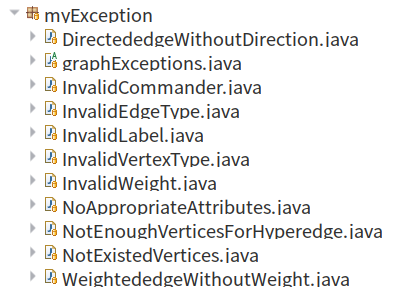 myException
DirectededgeWithoutDirection.java
graphExceptions.java
InvalidCommander.java
InvalidEdgeType.java
InvalidLabel.java
InvalidVertexType.java
InvalidWeight.java
NoAppropriateAttributes.java
NotEnoughVerticesForHyperedge.java
NotExistedVertices.java
WeightededgeWithoutWeight.java